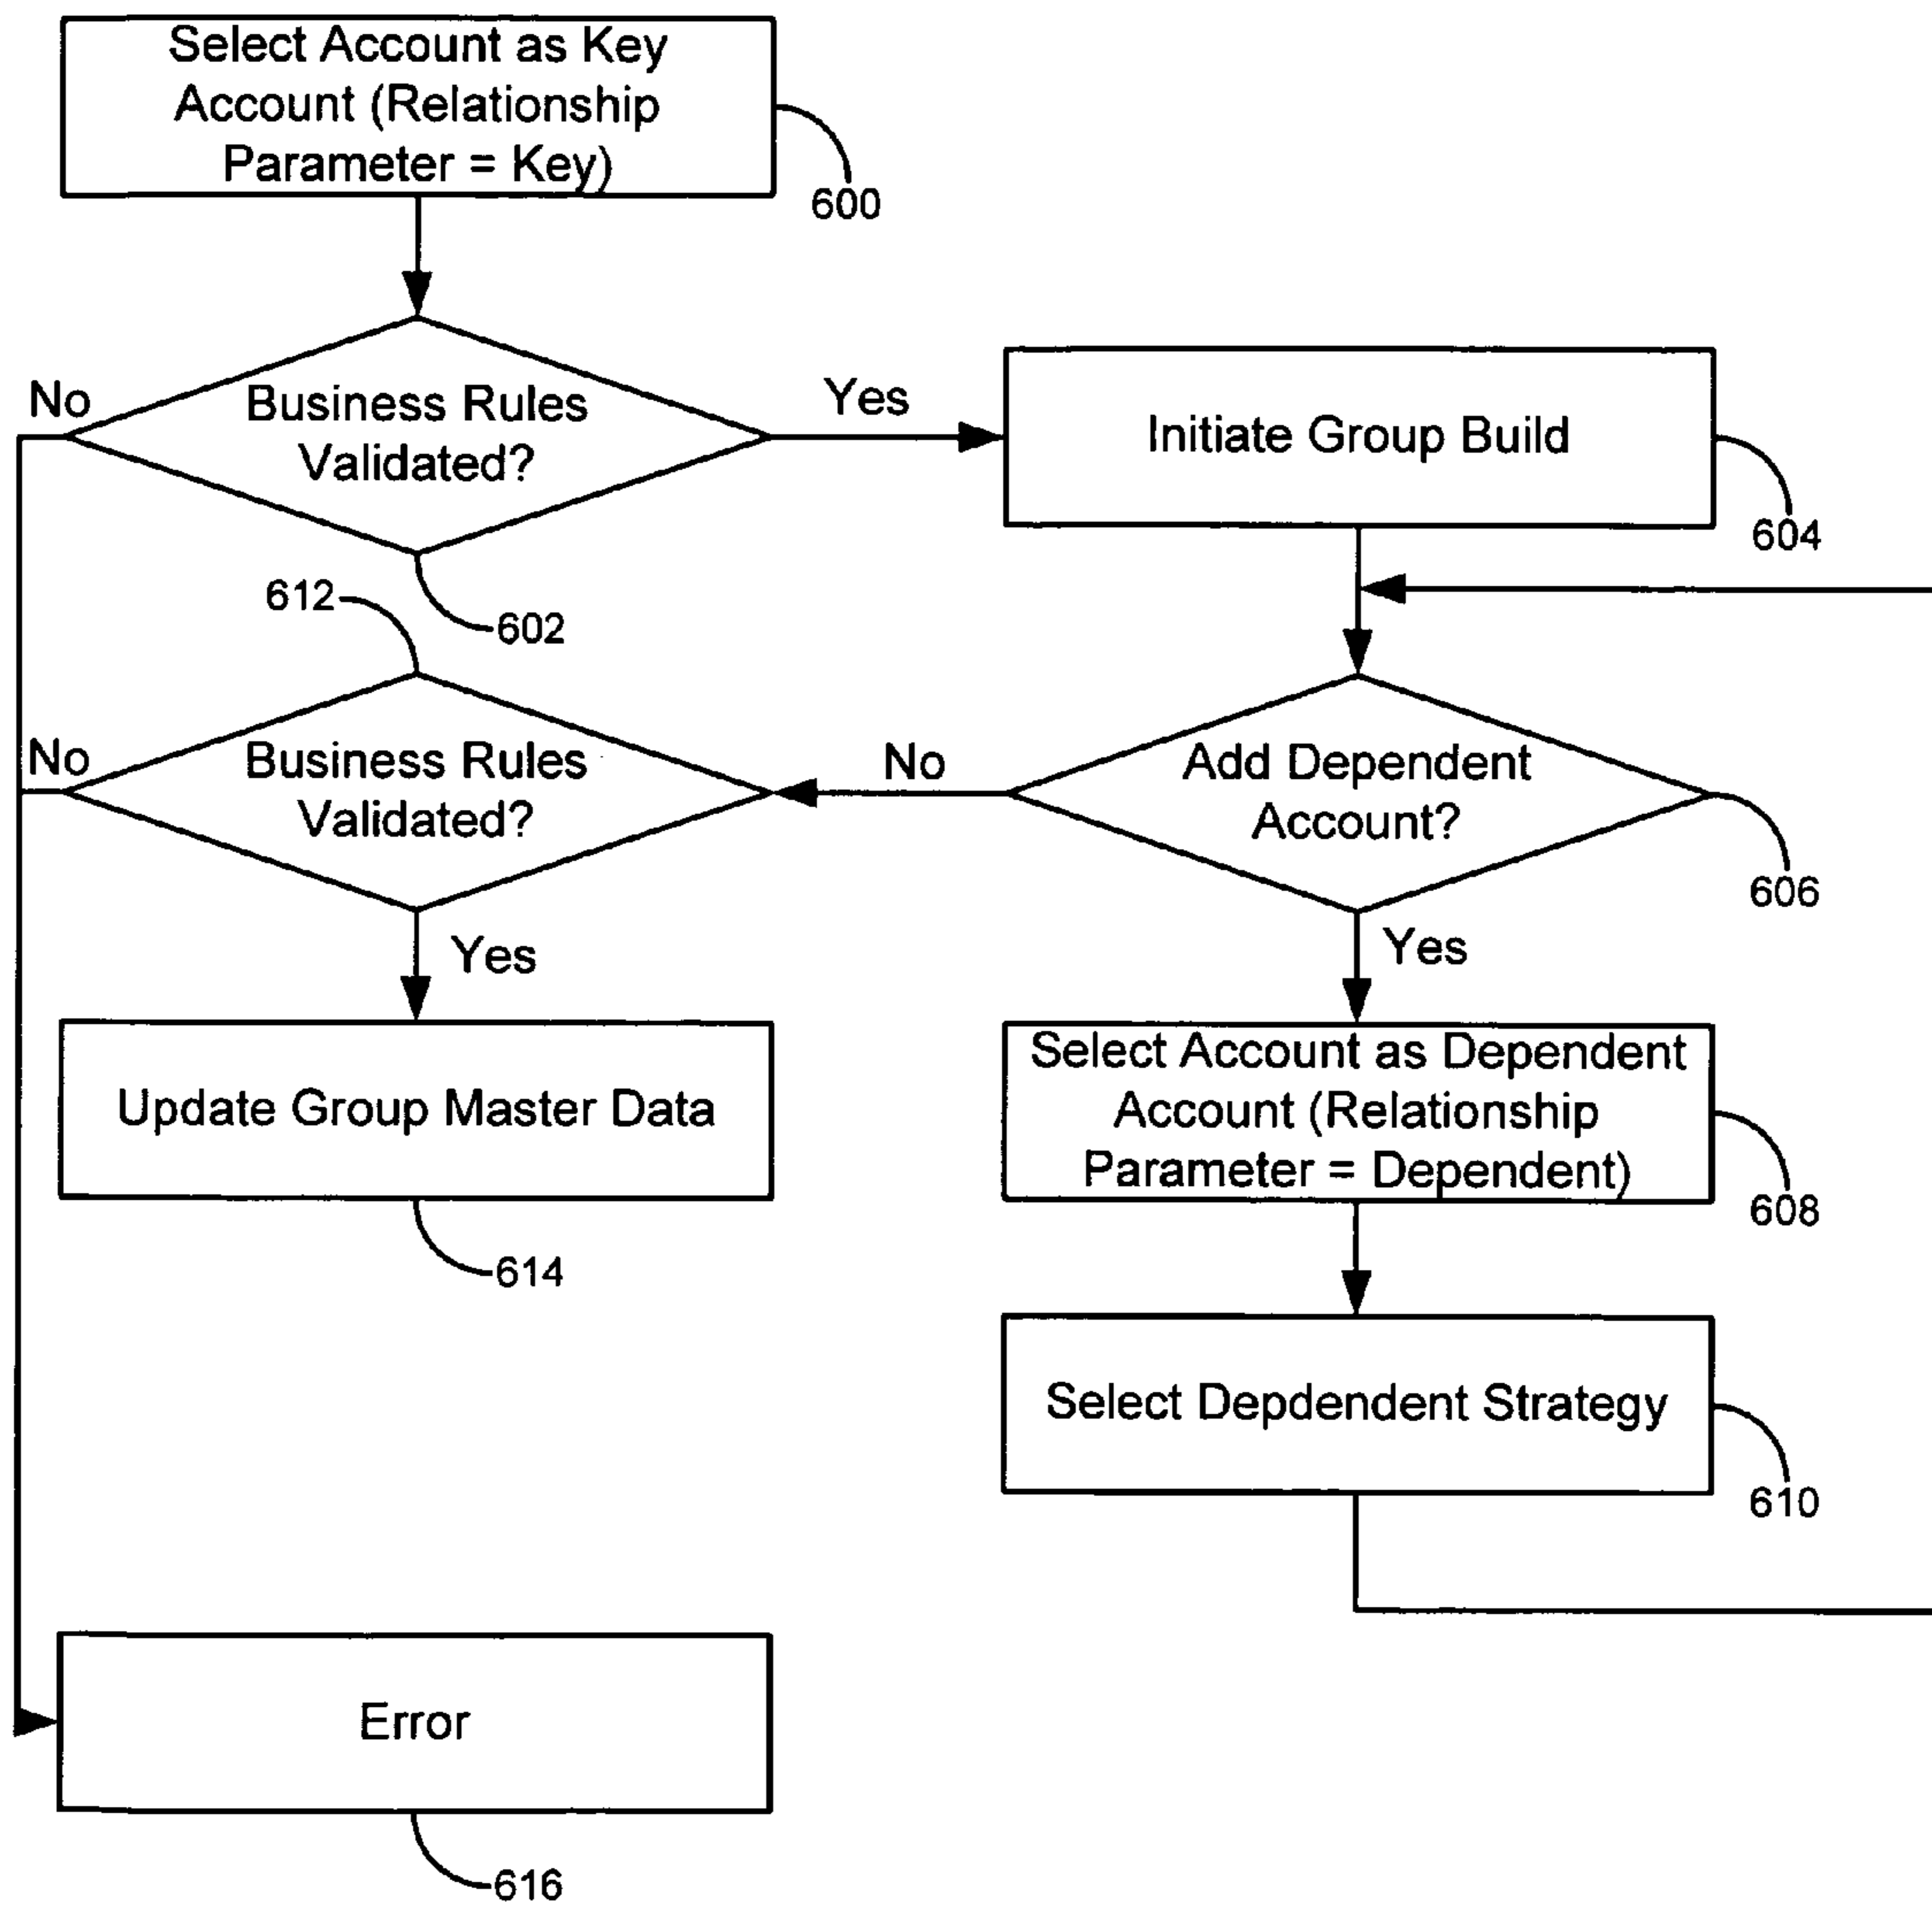 Select Account as Key
Account (Relationship
Parameter = Key)
600
No
Business Rules
Validated?
Yes
602
Initiate Group Build
604
612
No
Business Rules
Validated?
Yes
No
Add Dependent
Account?
606
Yes
Update Group Master Data
614
Select Account as Dependent
Account (Relationship
Parameter = Dependent)
608
Select Depdendent Strategy
610
Error
616